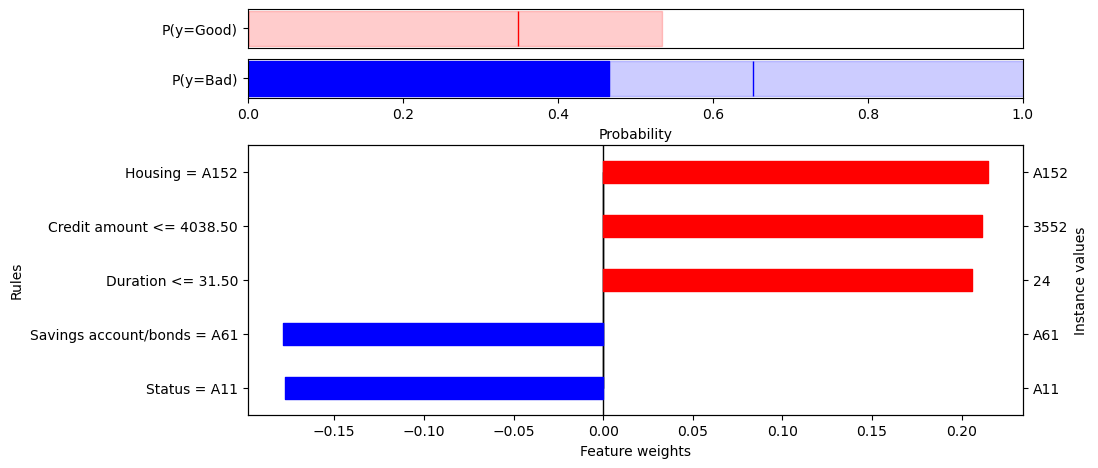 P(y=Good)
P(y=Bad)
0.0 0.2 0.4 0.6 0.8 1.0
Probability
Housing = A152 A152
Credit amount <= 4038.50 3552
Duration <= 31.50 24
Savings account/bonds = A61 A61
Status = A11 A11
Rules
Instance values
−0.15 −0.10 −0.05 0.00 0.05 0.10 0.15 0.20
Feature weights